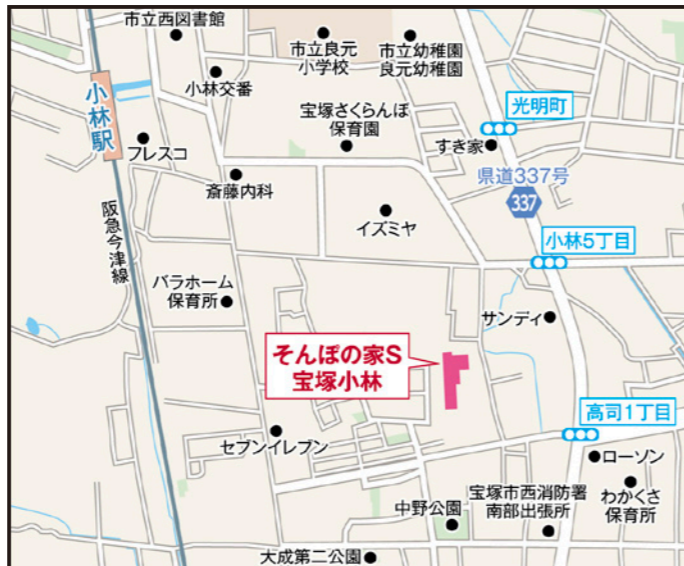 市立西図書館
市立良元
小学校
市立幼稚園
良元幼稚園
小林交番
光明町
小林駅
宝塚さくらんぼ
保育園
すき家
フレスコ
斎藤内科
県道337号
337
イズミヤ
阪急今津線
小林5丁目
バラホーム
保育所
サンディ
そんぽの家S
宝塚小林
高司1丁目
セブンイレブン
ローソン
中野公園
宝塚市西消防署
南部出張所
わかくさ
保育所
大成第二公園